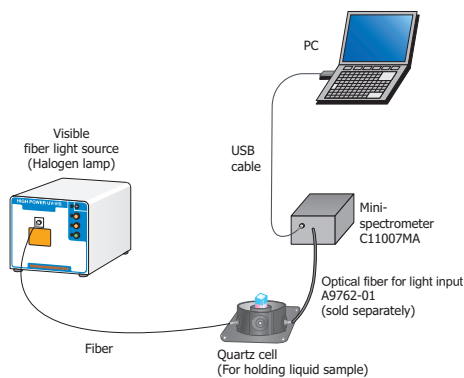 PC
Visible
fiber light source
(Halogen lamp)
USB
cable
HIGH POWER UV-VIS
Mini-
spectrometer
C11007MA
Optical fiber for light input
A9762-01
(sold separately)
Fiber
Quartz cell
(For holding liquid sample)